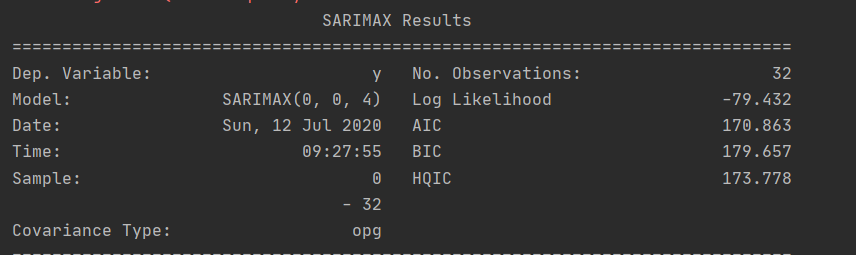 SARIMAX Results
==============================================================================
Dep. Variable:                      y   No. Observations:                   32
Model:               SARIMAX(0, 0, 4)   Log Likelihood                 -79.432
Date:                Sun, 12 Jul 2020   AIC                            170.863
Time:                        09:27:55   BIC                            179.657
Sample:                             0   HQIC                           173.778
                                 - 32
Covariance Type:                  opg
==============================================================================